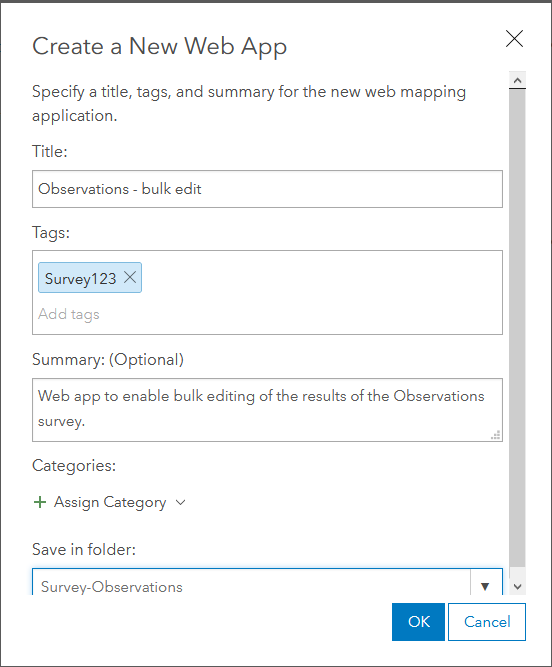 Create a New Web App
Specify a title, tags, and summary for the new web mapping
application.
Title:
Observations - bulk edit
Tags:
Survey123
Add tags
Summary: (Optional)
Web app to enable bulk editing of the results of the Observations
survey.
Categories:
+ Assign Category
Save in folder:
Survey-Observations
OK Cancel